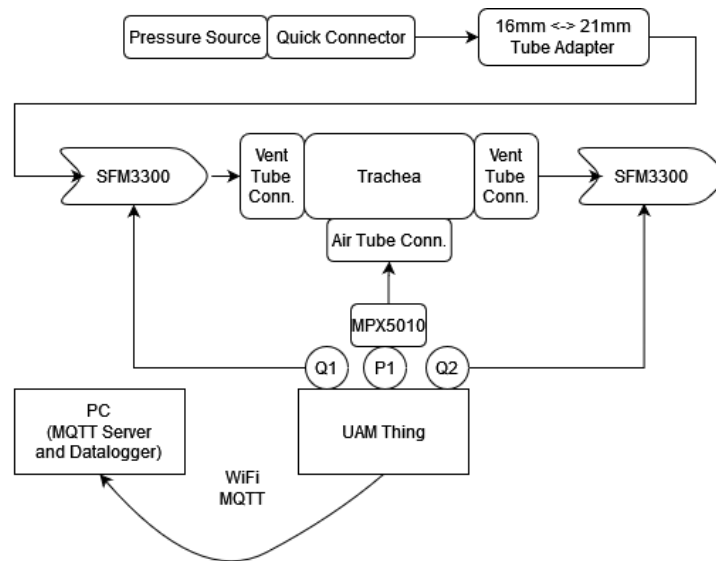 Pressure Source
Quick Connector
16mm <-> 21mm
Tube Adapter
SFM3300
Vent
Tube
Conn.
Trachea
Vent
Tube
Conn.
SFM3300
Air Tube Conn.
MPX5010
Q1
P1
Q2
PC
(MQTT Server
and Datalogger)
UAM Thing
WiFi
MQTT